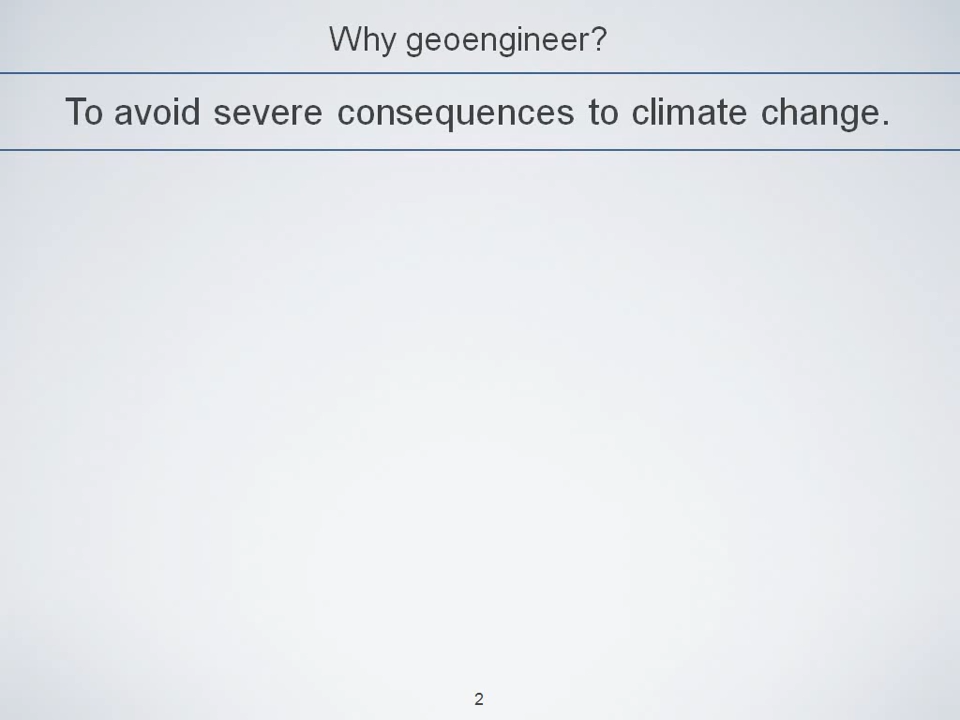 Why geoengineer?
To avoid severe consequences to climate change.
2